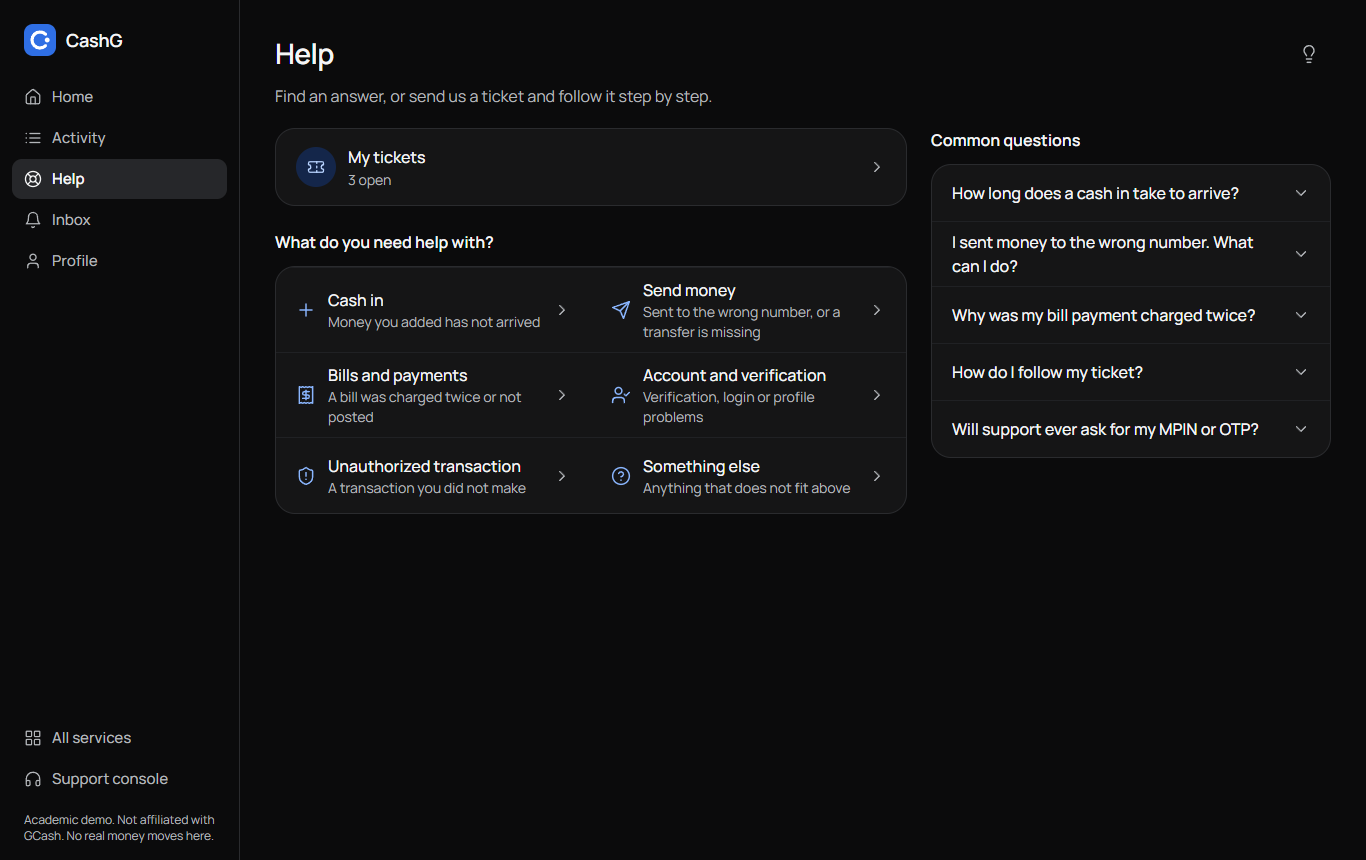 CashG
Home
Activity
Help
Inbox
Profile
All services
Support console
Academic demo. Not affiliated with
GCash. No real money moves here.
Help
Find an answer, or send us a ticket and follow it step by step.
My tickets
3 open
What do you need help with?
Cash in
Money you added has not arrived
Send money
Sent to the wrong number, or a
transfer is missing
Bills and payments
A bill was charged twice or not
posted
Account and verification
Verification, login or profile
problems
Unauthorized transaction
A transaction you did not make
Something else
Anything that does not fit above
Common questions
How long does a cash in take to arrive?
I sent money to the wrong number. What
can I do?
Why was my bill payment charged twice?
How do I follow my ticket?
Will support ever ask for my MPIN or OTP?